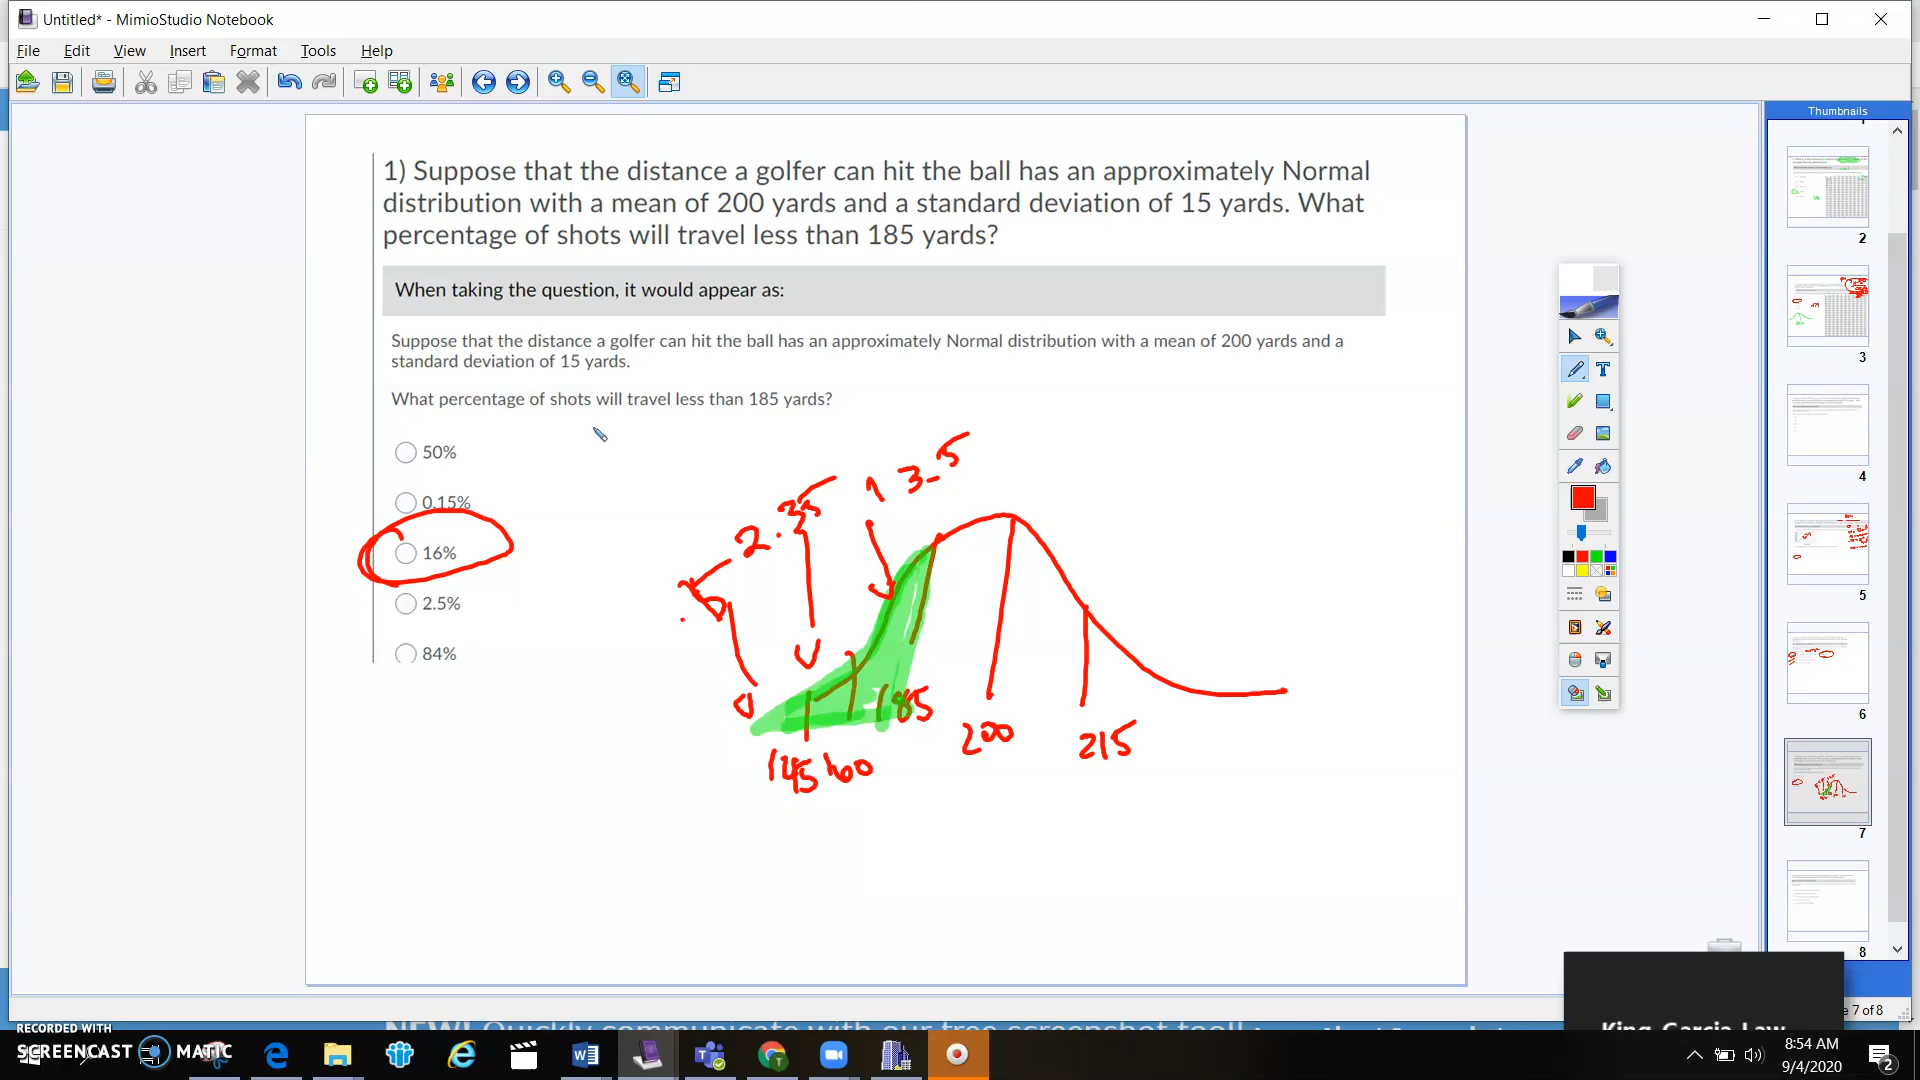 Untitled* - MimioStudio Notebook
File Edit View Insert Format Tools Help
Thumbnails
1) Suppose that the distance a golfer can hit the ball has an approximately Normal
distribution with a mean of 200 yards and a standard deviation of 15 yards. What
percentage of shots will travel less than 185 yards?
When taking the question, it would appear as:
Suppose that the distance a golfer can hit the ball has an approximately Normal distribution with a mean of 200 yards and a
standard deviation of 15 yards.
What percentage of shots will travel less than 185 yards?
50%
0.15%
16%
2.5%
84%
13.5
2.35
185
200
215
145
2
3
4
5
6
7
8
7 of 8
RECORDED WITH
SCREENCAST MATIC
8:54 AM
9/4/2020
2